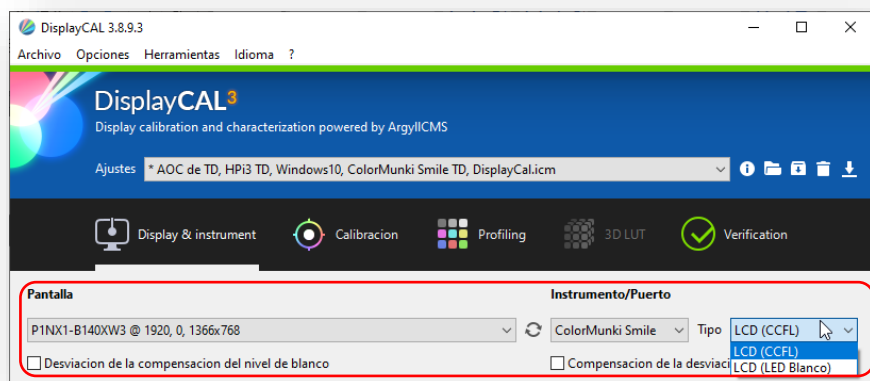 DisplayCAL 3.8.9.3
Archivo Opciones Herramientas Idioma ?
DisplayCAL3
Display calibration and characterization powered by ArgyllCMS
Ajustes * AOC de TD, HPi3 TD, Windows10, ColorMunki Smile TD, DisplayCal.icm
Display & instrument Calibracion Profiling 3D LUT Verification
Pantalla Instrumento/Puerto
P1NX1-B140XW3 @ 1920, 0, 1366x768 ColorMunki Smile Tipo LCD (CCFL)
LCD (CCFL)
Desviacion de la compensacion del nivel de blanco Compensacion de la desviaci LCD (LED Blanco)